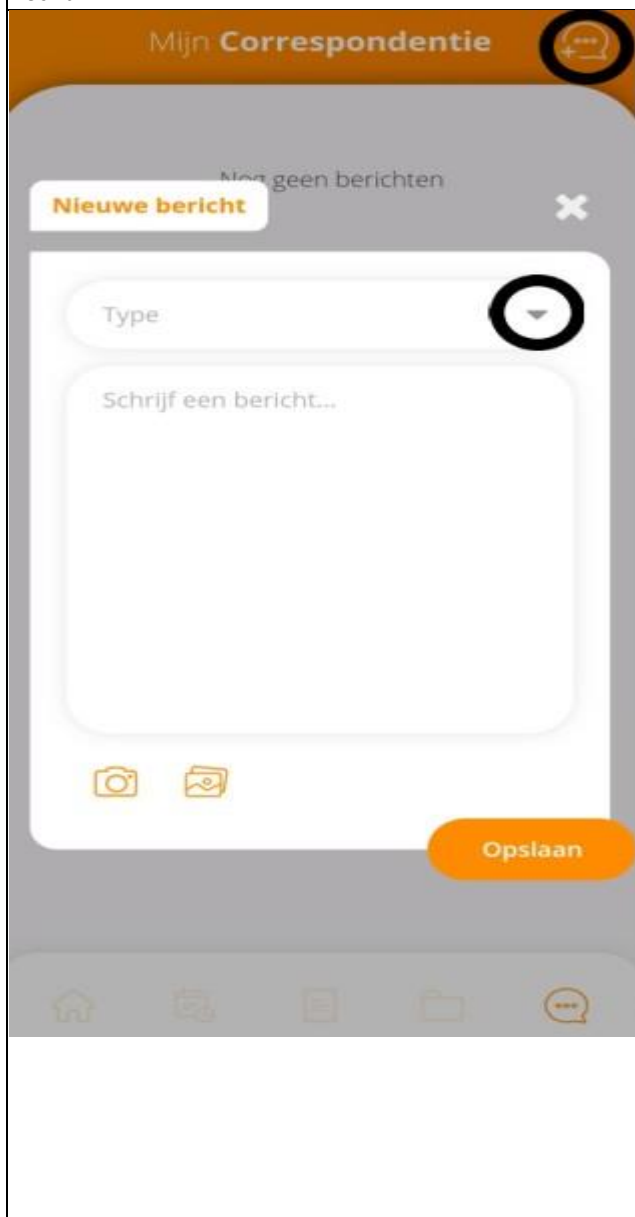 Mijn Correspondentie
Nog geen berichten
Nieuwe bericht
Type
Schrijf een bericht...
Opslaan